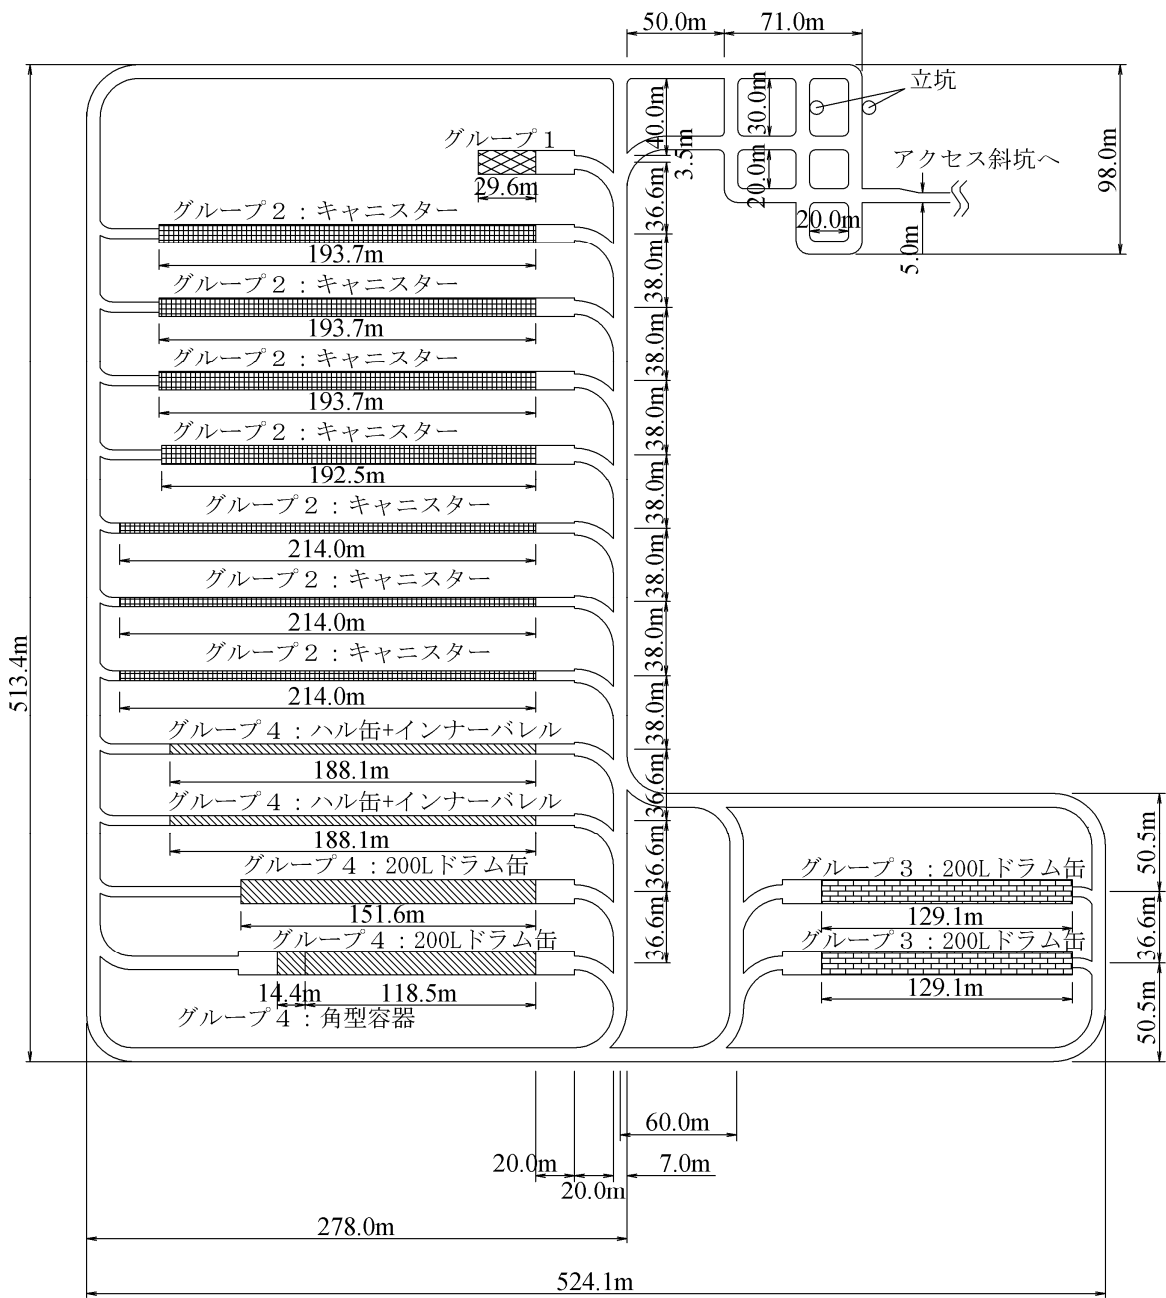 50.0m
71.0m
立坑
30.0m
40.0m
グループ１
3.5m
アクセス斜坑へ
98.0m
20.0m
29.6m
36.6m
グループ２：キャニスター
20.0m
5.0m
193.7m
38.0m
グループ２：キャニスター
193.7m
38.0m
グループ２：キャニスター
193.7m
38.0m
グループ２：キャニスター
192.5m
38.0m
グループ２：キャニスター
214.0m
38.0m
グループ２：キャニスター
214.0m
38.0m
513.4m
グループ２：キャニスター
214.0m
38.0m
グループ４：ハル缶+インナーバレル
188.1m
36.6m
グループ４：ハル缶+インナーバレル
188.1m
36.6m
50.5m
グループ４：200Lドラム缶
グループ３：200Lドラム缶
151.6m
129.1m
36.6m
36.6m
グループ４：200Lドラム缶
グループ３：200Lドラム缶
14.4m
118.5m
129.1m
グループ４：角型容器
50.5m
60.0m
20.0m
7.0m
20.0m
278.0m
524.1m